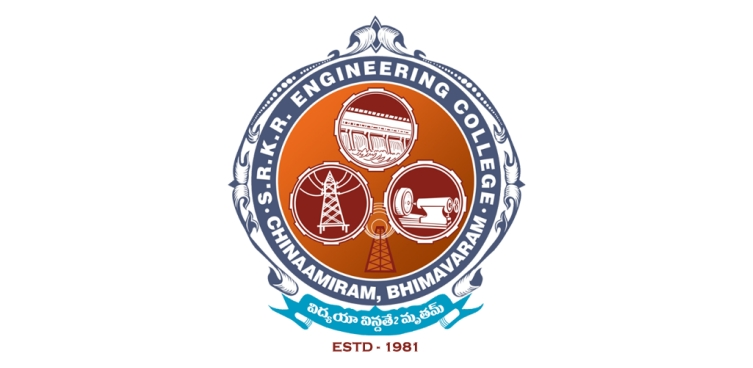 S.R.K.R. ENGINEERING COLLEGE
CHINAAMIRAM, BHIMAVARAM
విద్యయా విన్దతేఽమృతమ్
ESTD - 1981